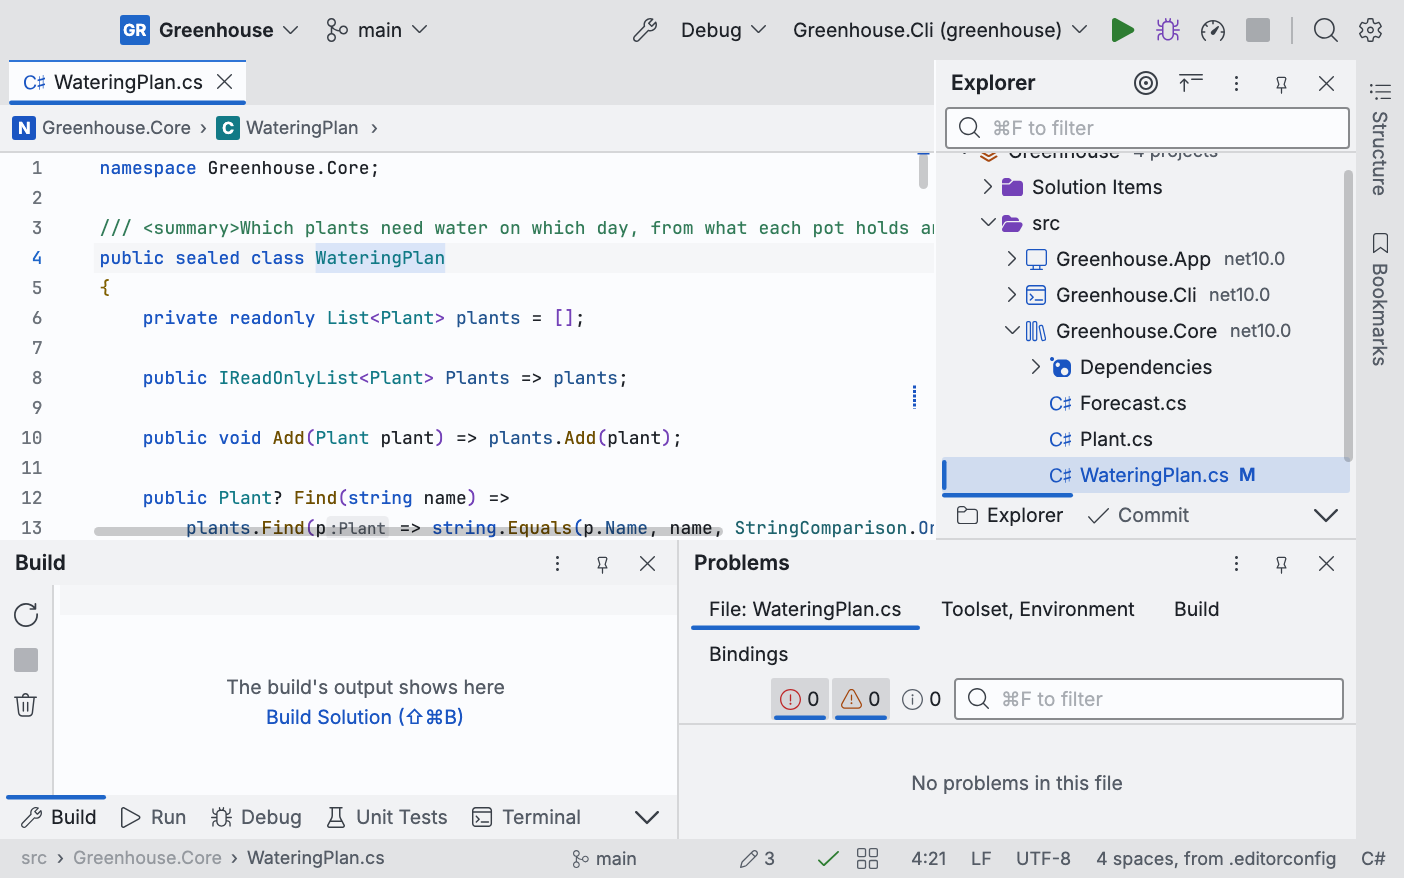 GR Greenhouse main Debug Greenhouse.Cli (greenhouse)
C# WateringPlan.cs
N Greenhouse.Core › C WateringPlan ›
1 namespace Greenhouse.Core;
2
3 /// <summary>Which plants need water on which day, from what each pot holds
4 public sealed class WateringPlan
5 {
6 private readonly List<Plant> plants = [];
7
8 public IReadOnlyList<Plant> Plants => plants;
9
10 public void Add(Plant plant) => plants.Add(plant);
11
12 public Plant? Find(string name) =>
13 plants.Find(p :Plant => string.Equals(p.Name, name, StringComparison.Or
Explorer
⌘F to filter
Greenhouse 4 projects
Solution Items
src
Greenhouse.App net10.0
Greenhouse.Cli net10.0
Greenhouse.Core net10.0
Dependencies
C# Forecast.cs
C# Plant.cs
C# WateringPlan.cs M
Explorer Commit
Structure
Bookmarks
Build
The build's output shows here
Build Solution (⇧⌘B)
Build Run Debug Unit Tests Terminal
Problems
File: WateringPlan.cs Toolset, Environment Build
Bindings
0 0 0 ⌘F to filter
No problems in this file
src › Greenhouse.Core › WateringPlan.cs main 3 4:21 LF UTF-8 4 spaces, from .editorconfig C#